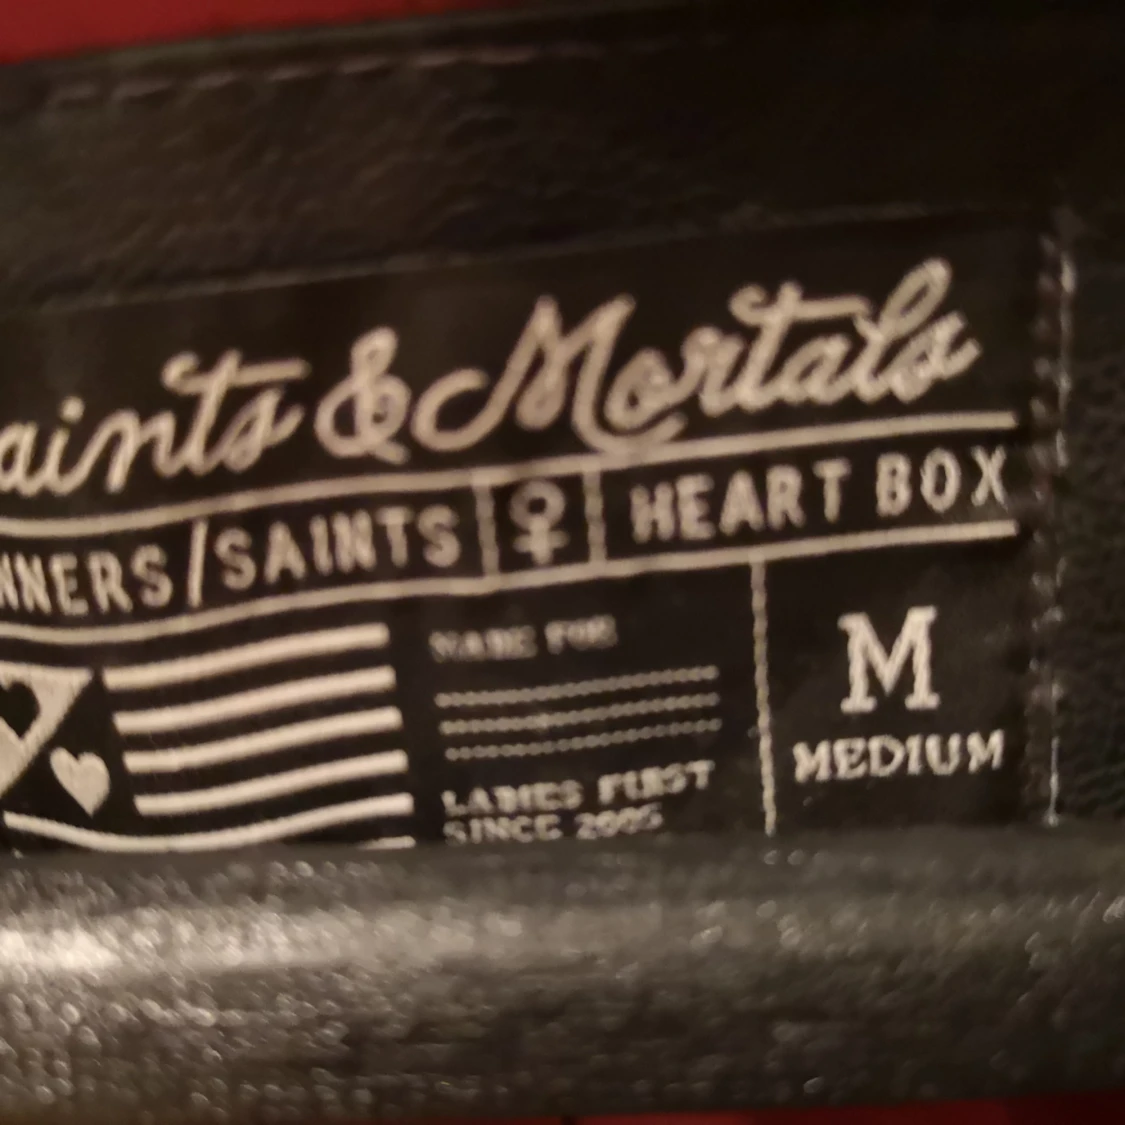 aints & Mortals
NNERS/SAINTS ♀ HEART BOX
MADE FOR
LADIES FIRST
SINCE 2005
M
MEDIUM